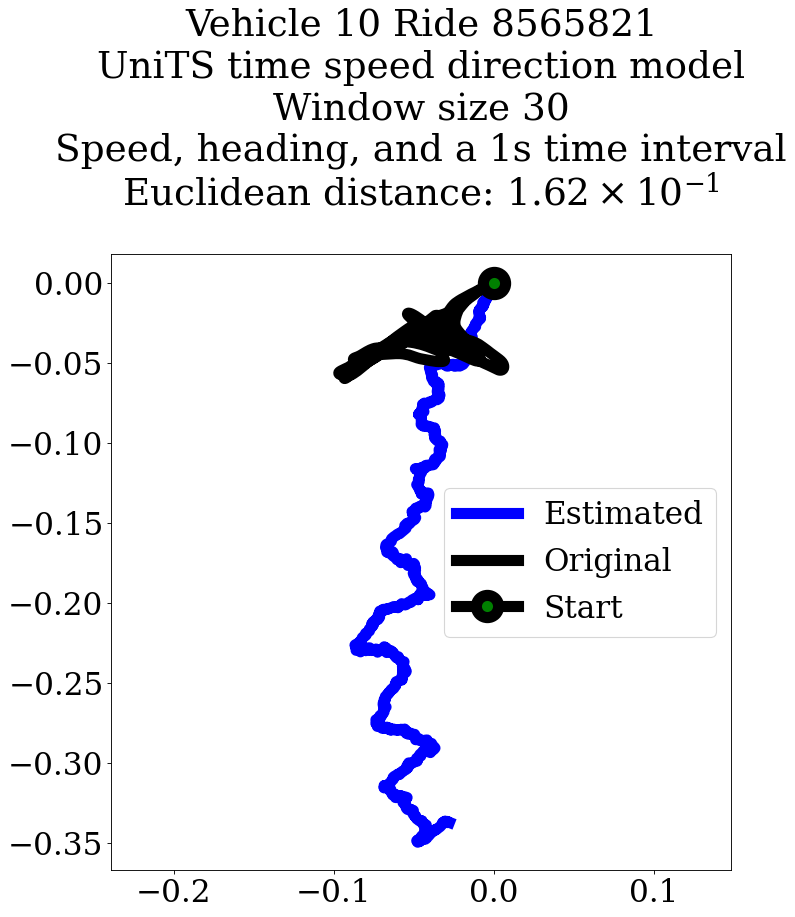 Vehicle 10 Ride 8565821
UniTS time speed direction model
Window size 30
Speed, heading, and a 1s time interval
Euclidean distance: 1.62 × 10⁻¹
0.00
−0.05
−0.10
−0.15
−0.20
−0.25
−0.30
−0.35
Estimated
Original
Start
−0.2 −0.1 0.0 0.1